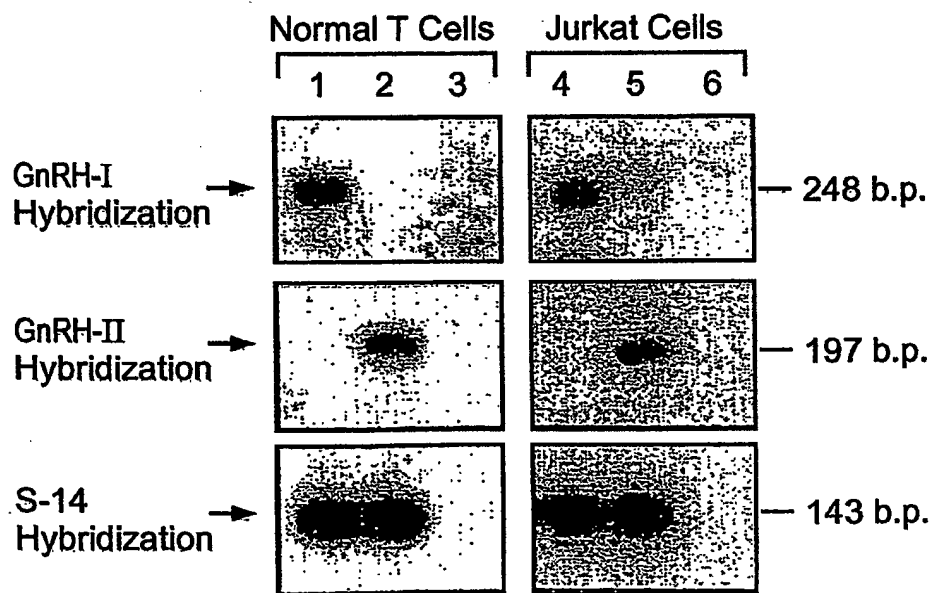 Normal T Cells
Jurkat Cells
1 2 3
4 5 6
GnRH-I
Hybridization
248 b.p.
GnRH-II
Hybridization
197 b.p.
S-14
Hybridization
143 b.p.